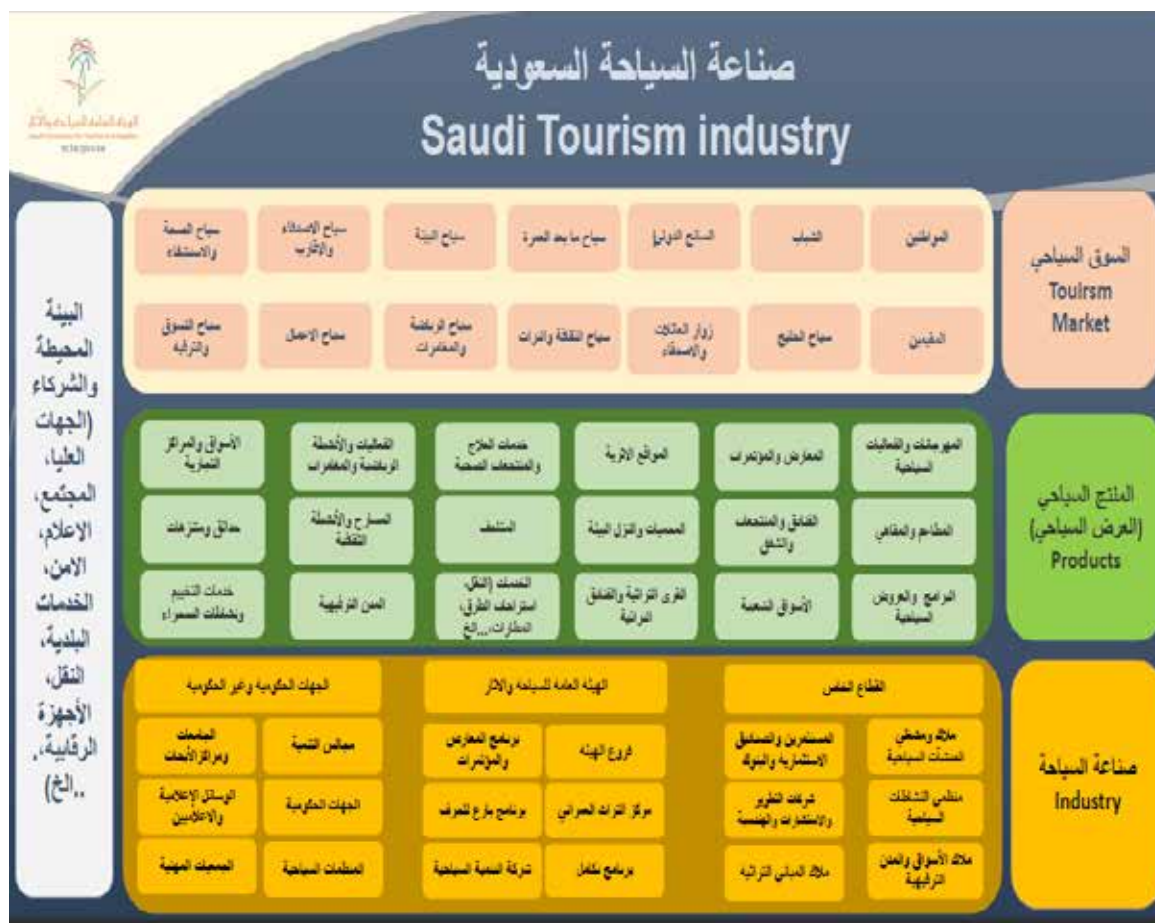 صناعة السياحة السعودية
Saudi Tourism industry
السوق السياحي
Touirsm
Market
المواطنين
الشباب
السائح الدولي
سياح ما بعد العمرة
سياح البيئة
سياح الاصدقاء
والأقارب
سياح الصحة
والاستشفاء
المقيمين
سياح الخليج
زوار العائلات
والاصدقاء
سياح الثقافة والتراث
سياح الرياضة
والمغامرات
سياح الاعمال
سياح التسوق
والترفيه
المنتج السياحي
(العرض السياحي)
Products
المهرجانات والفعاليات
السياحية
المعارض والمؤتمرات
المواقع الاثرية
خدمات العلاج
والمنتجعات الصحية
الفعاليات والأنشطة
الرياضية والمغامرات
الأسواق والمراكز
التجارية
المطاعم والمقاهي
الفنادق والمنتجعات
والشقق
المحميات والنزل البيئة
المتاحف
المسارح والأنشطة
الثقافية
حدائق ومتنزهات
البرامج والعروض
السياحية
الأسواق الشعبية
القرى التراثية والفنادق
التراثية
الخدمات (النقل،
استراحات الطرق،
المطارات،...الخ
المدن الترفيهية
خدمات التخييم
ونشاطات الصحراء
صناعة السياحة
Industry
القطاع الخاص
ملاك ومشغلي
المنشآت السياحية
المستثمرين والصناديق
الاستثمارية والبنوك
منظمي النشاطات
السياحية
شركات التطوير
والاستشارات والهندسة
ملاك الأسواق والمدن
الترفيهية
ملاك المباني التراثية
الهيئة العامة للسياحة والاثار
فروع الهيئة
برنامج المعارض
والمؤتمرات
مركز التراث العمراني
برنامج بارع للحرف
برنامج تكامل
شركة التنمية السياحية
الجهات الحكومية وغير الحكومية
مجالس التنمية
الجامعات
ومراكز الأبحاث
الجهات الحكومية
الوسائل الإعلامية
والاعلاميين
المنظمات السياحية
الجمعيات المهنية
البيئة
المحيطة
والشركاء
(الجهات
العليا،
المجتمع،
الاعلام،
الامن،
الخدمات
البلدية،
النقل،
الأجهزة
الرقابية،
..الخ)